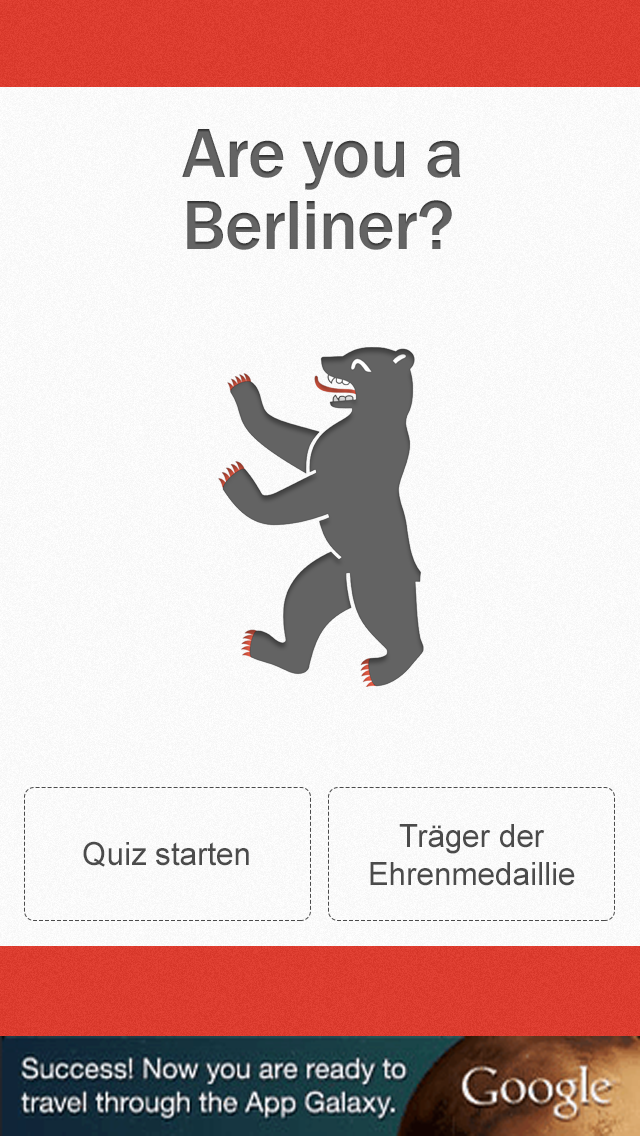 Are you a
Berliner?
Quiz starten
Träger der
Ehrenmedaillie
Success! Now you are ready to
travel through the App Galaxy.
Google